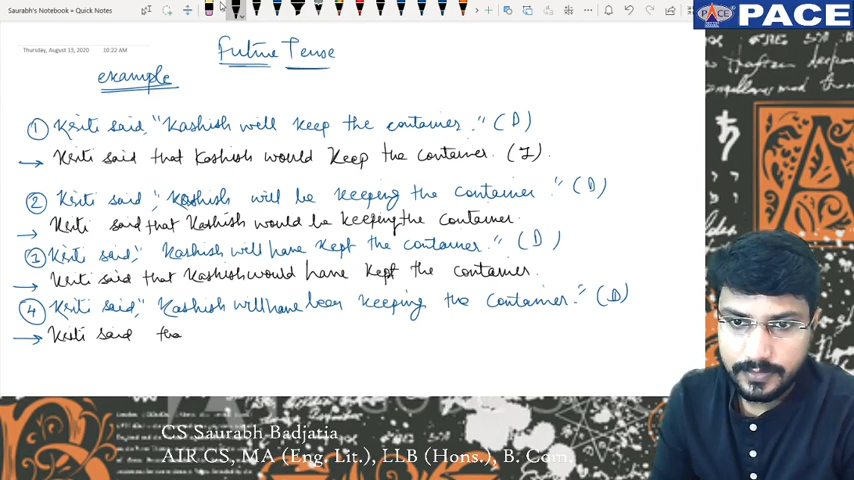 Saurabh's Notebook » Quick Notes
PACE
PACE
Thursday, August 13, 2020 10:22 AM
Future Tense
example
① Kriti said, "Kashish will keep the container." (D)
→ Kriti said that Kashish would keep the container. (I).
② Kriti said, "Kashish will be keeping the container." (D)
→ Kriti said that Kashish would be keeping the container.
③ Kriti said, "Kashish will have kept the container." (D)
→ Kriti said that Kashish would have kept the container.
④ Kriti said, "Kashish will have been keeping the container." (D)
→ Kriti said tha
CS Saurabh Badjatia
AIR CS, MA (Eng. Lit.), LLB (Hons.), B. Com.